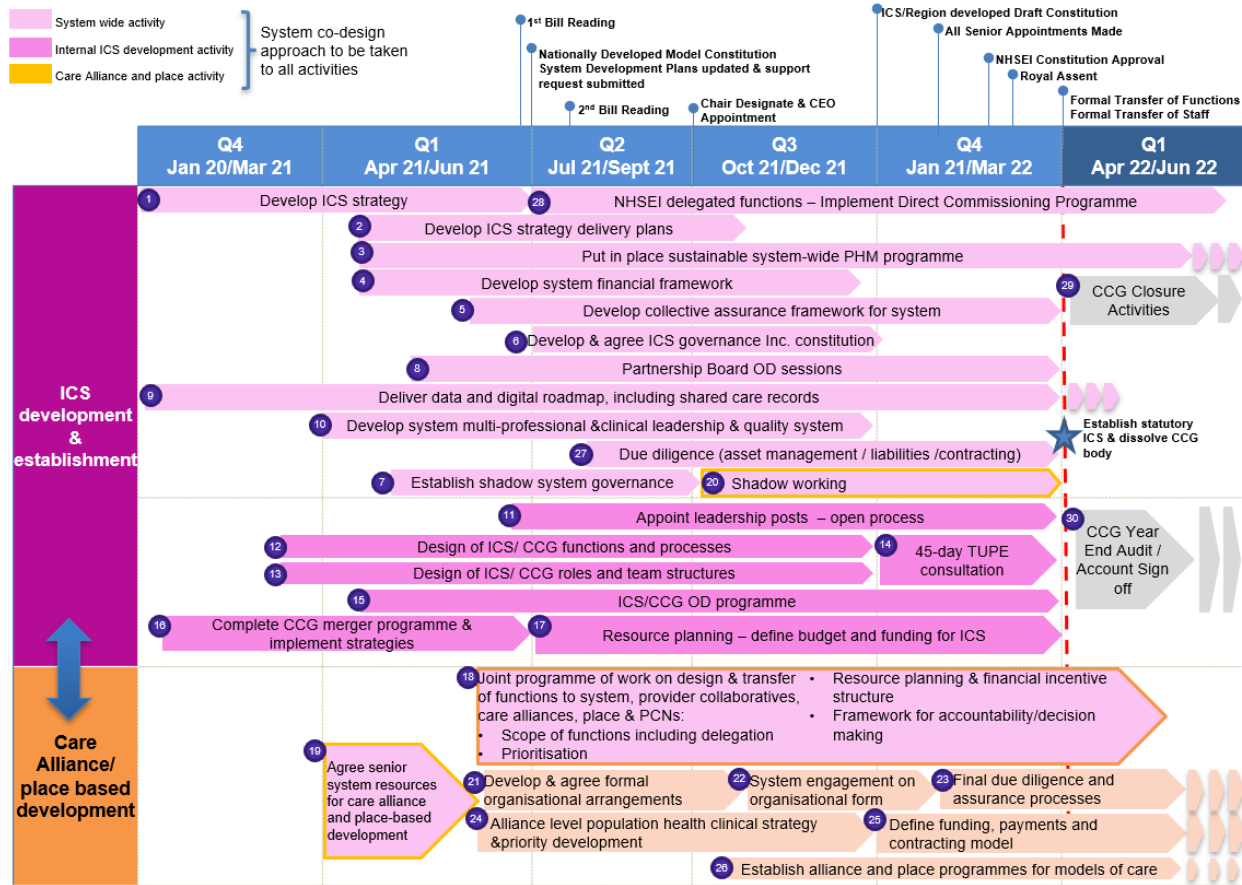 System wide activity
Internal ICS development activity
Care Alliance and place activity
System co-design
approach to be taken
to all activities
1st Bill Reading
Nationally Developed Model Constitution
System Development Plans updated & support
request submitted
2nd Bill Reading
Chair Designate & CEO
Appointment
ICS/Region developed Draft Constitution
All Senior Appointments Made
NHSEI Constitution Approval
Royal Assent
Formal Transfer of Functions
Formal Transfer of Staff
Q4
Jan 20/Mar 21
Q1
Apr 21/Jun 21
Q2
Jul 21/Sept 21
Q3
Oct 21/Dec 21
Q4
Jan 21/Mar 22
Q1
Apr 22/Jun 22
ICS
development
&
establishment
1
Develop ICS strategy
28
NHSEI delegated functions – Implement Direct Commissioning Programme
2
Develop ICS strategy delivery plans
3
Put in place sustainable system-wide PHM programme
4
Develop system financial framework
29
CCG Closure
Activities
5
Develop collective assurance framework for system
6
Develop & agree ICS governance Inc. constitution
8
Partnership Board OD sessions
9
Deliver data and digital roadmap, including shared care records
10
Develop system multi-professional &clinical leadership & quality system
Establish statutory
ICS & dissolve CCG
body
27
Due diligence (asset management / liabilities /contracting)
7
Establish shadow system governance
20
Shadow working
11
Appoint leadership posts – open process
30
CCG Year
End Audit /
Account Sign
off
12
Design of ICS/ CCG functions and processes
14
45-day TUPE
consultation
13
Design of ICS/ CCG roles and team structures
15
ICS/CCG OD programme
16
Complete CCG merger programme &
implement strategies
17
Resource planning – define budget and funding for ICS
Care
Alliance/
place based
development
18
Joint programme of work on design & transfer
of functions to system, provider collaboratives,
care alliances, place & PCNs:
• Scope of functions including delegation
• Prioritisation
• Resource planning & financial incentive
structure
• Framework for accountability/decision
making
19
Agree senior
system resources
for care alliance
and place-based
development
21
Develop & agree formal
organisational arrangements
22
System engagement on
organisational form
23
Final due diligence and
assurance processes
24
Alliance level population health clinical strategy
&priority development
25
Define funding, payments and
contracting model
26
Establish alliance and place programmes for models of care